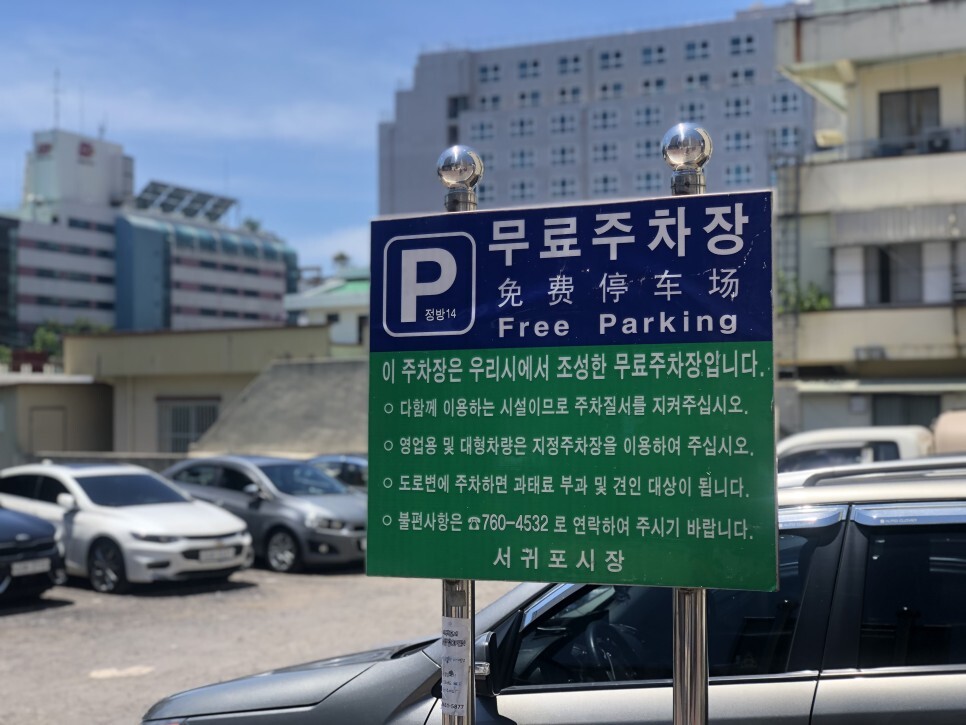 무료주차장
P
정방14
免费停车场
Free Parking
이 주차장은 우리시에서 조성한 무료주차장입니다.
○ 다함께 이용하는 시설이므로 주차질서를 지켜주십시오.
○ 영업용 및 대형차량은 지정주차장을 이용하여 주십시오.
○ 도로변에 주차하면 과태료 부과 및 견인 대상이 됩니다.
○ 불편사항은 ☎760-4532 로 연락하여 주시기 바랍니다.
서귀포시장